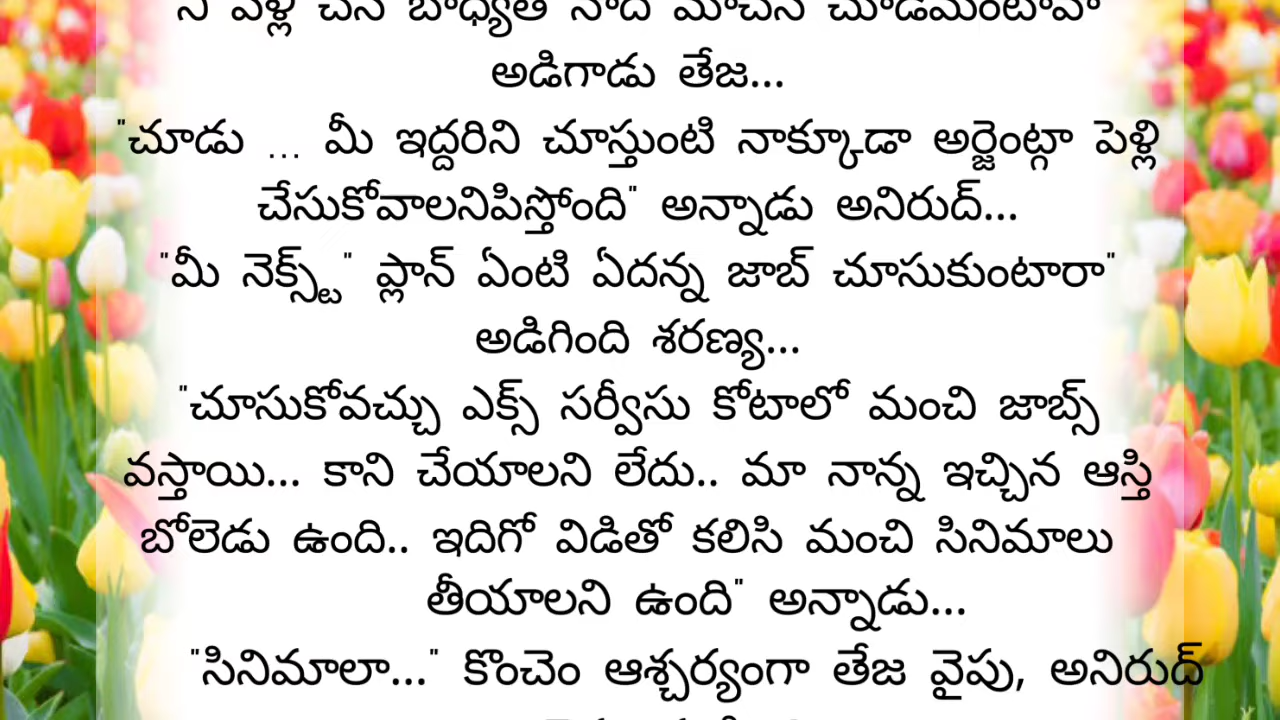 అడిగాడు తేజ...
"చూడు ... మీ ఇద్దరిని చూస్తుంటి నాక్కూడా అర్జెంట్గా పెళ్లి
చేసుకోవాలనిపిస్తోంది" అన్నాడు అనిరుద్...
"మీ నెక్స్ట్" ప్లాన్ ఏంటి ఏదన్న జాబ్ చూసుకుంటారా"
అడిగింది శరణ్య...
"చూసుకోవచ్చు ఎక్స్ సర్వీసు కోటాలో మంచి జాబ్స్
వస్తాయి... కాని చేయాలని లేదు.. మా నాన్న ఇచ్చిన ఆస్తి
బోలెడు ఉంది.. ఇదిగో విడితో కలిసి మంచి సినిమాలు
తీయాలని ఉంది" అన్నాడు...
"సినిమాలా..." కొంచెం ఆశ్చర్యంగా తేజ వైపు, అనిరుద్